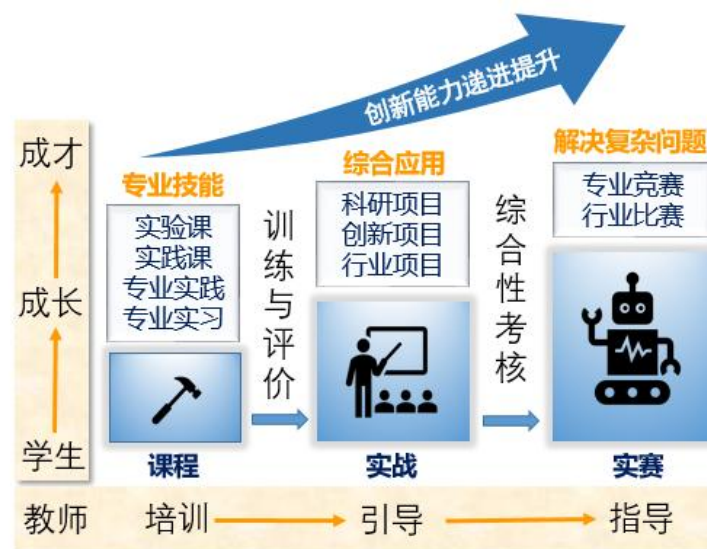 创新能力递进提升
成才
成长
学生
专业技能
实验课
实践课
专业实践
专业实习
课程
训练与评价
综合应用
科研项目
创新项目
行业项目
实战
综合性考核
解决复杂问题
专业竞赛
行业比赛
实赛
教师
培训
引导
指导